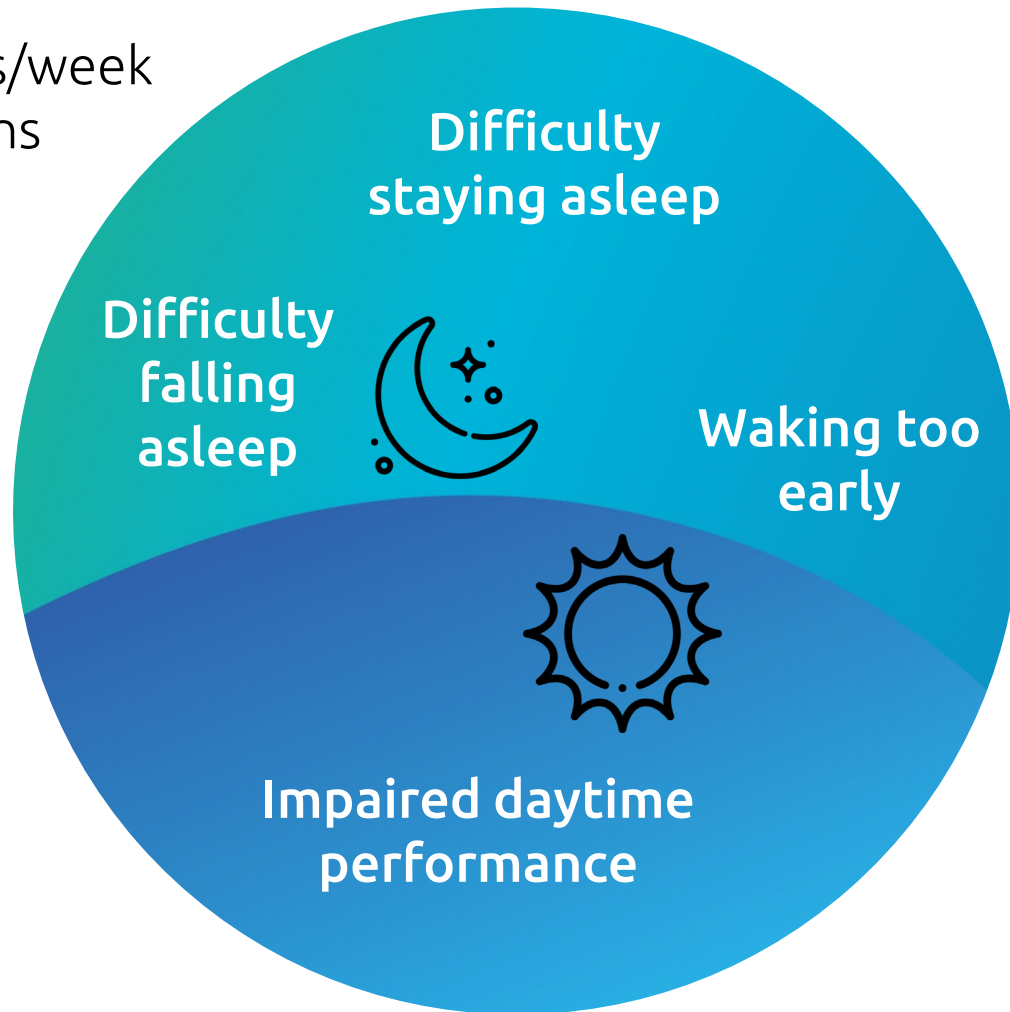 s/week
ns
Difficulty
staying asleep
Difficulty
falling
asleep
Waking too
early
Impaired daytime
performance